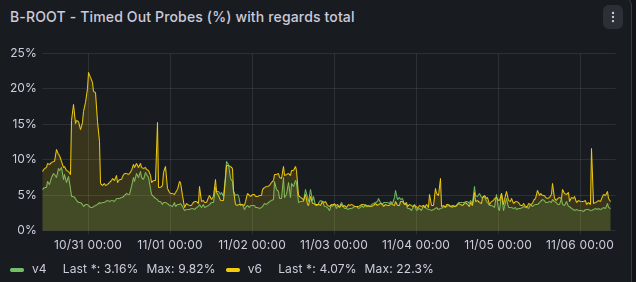 B-ROOT - Timed Out Probes (%) with regards total
25%
20%
15%
10%
5%
0%
10/31 00:00 11/01 00:00 11/02 00:00 11/03 00:00 11/04 00:00 11/05 00:00 11/06 00:00
v4 Last *: 3.16% Max: 9.82% v6 Last *: 4.07% Max: 22.3%